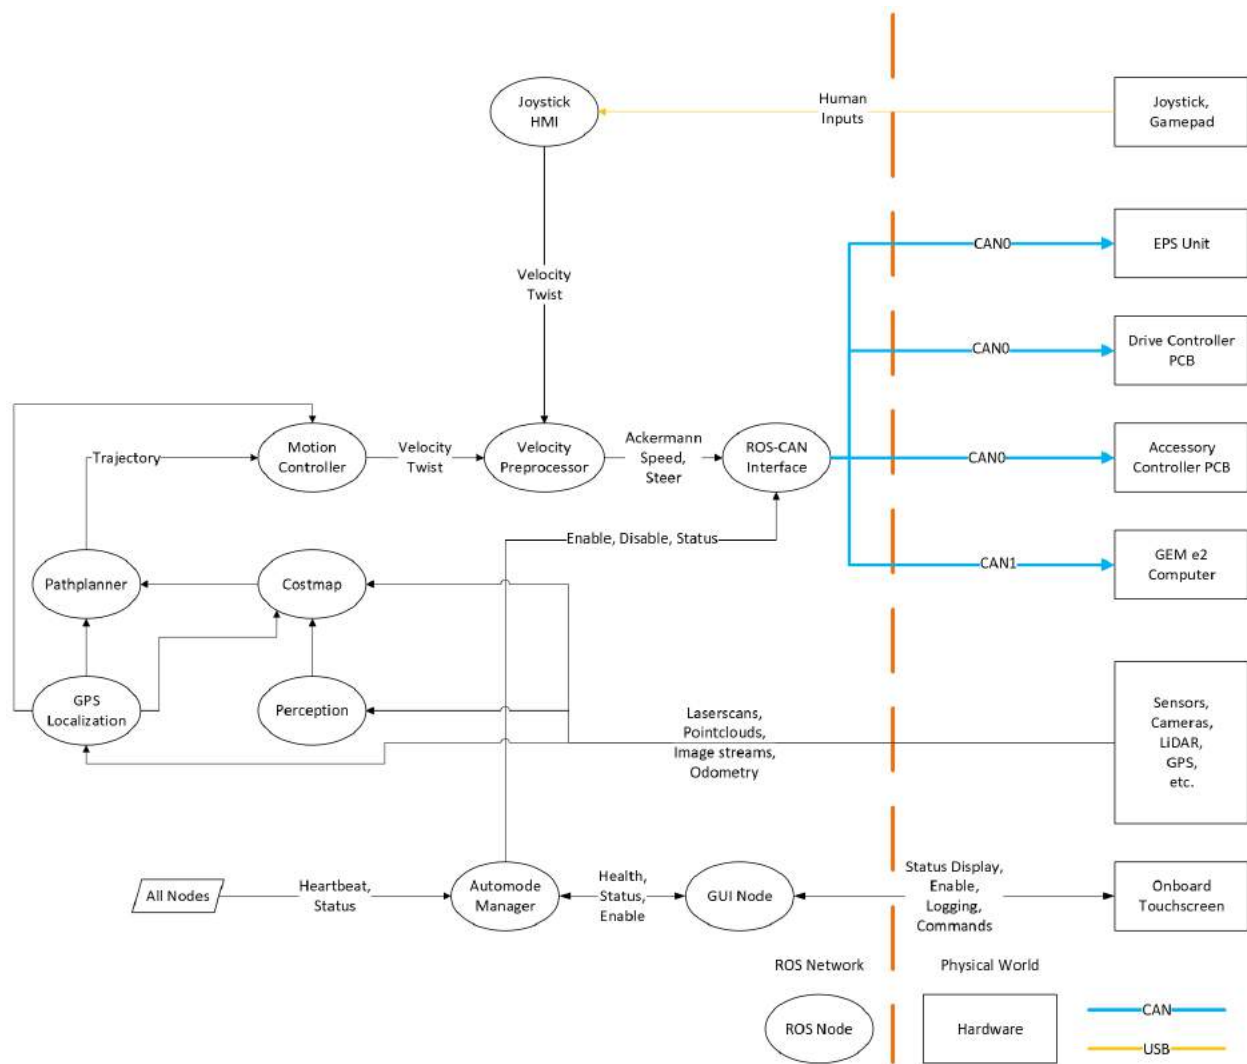 Joystick
HMI
Human
Inputs
Joystick,
Gamepad
CAN0
EPS Unit
Velocity
Twist
CAN0
Drive Controller
PCB
Trajectory
Motion
Controller
Velocity
Twist
Velocity
Preprocessor
Ackermann
Speed,
Steer
ROS-CAN
Interface
CAN0
Accessory
Controller PCB
Enable, Disable, Status
Pathplanner
Costmap
CAN1
GEM e2
Computer
GPS
Localization
Perception
Laserscans,
Pointclouds,
Image streams,
Odometry
Sensors,
Cameras,
LiDAR,
GPS,
etc.
All Nodes
Heartbeat,
Status
Automode
Manager
Health,
Status,
Enable
GUI Node
Status Display,
Enable,
Logging,
Commands
Onboard
Touchscreen
ROS Network
Physical World
ROS Node
Hardware
CAN
USB